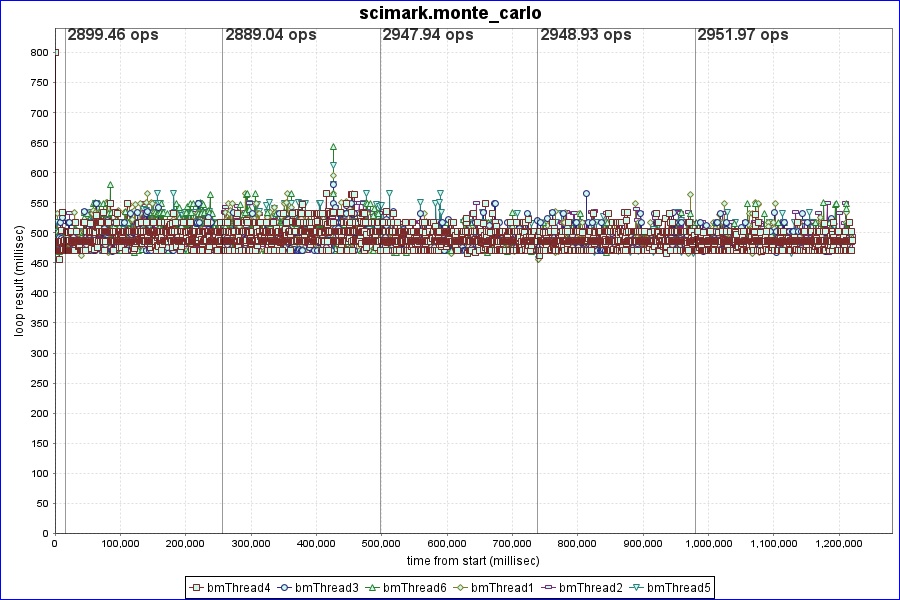 scimark.monte_carlo
2899.46 ops 2889.04 ops 2947.94 ops 2948.93 ops 2951.97 ops
800
750
700
650
600
550
500
450
400
350
300
250
200
150
100
50
0
loop result (millisec)
0 100,000 200,000 300,000 400,000 500,000 600,000 700,000 800,000 900,000 1,000,000 1,100,000 1,200,000
time from start (millisec)
bmThread4 bmThread3 bmThread6 bmThread1 bmThread2 bmThread5